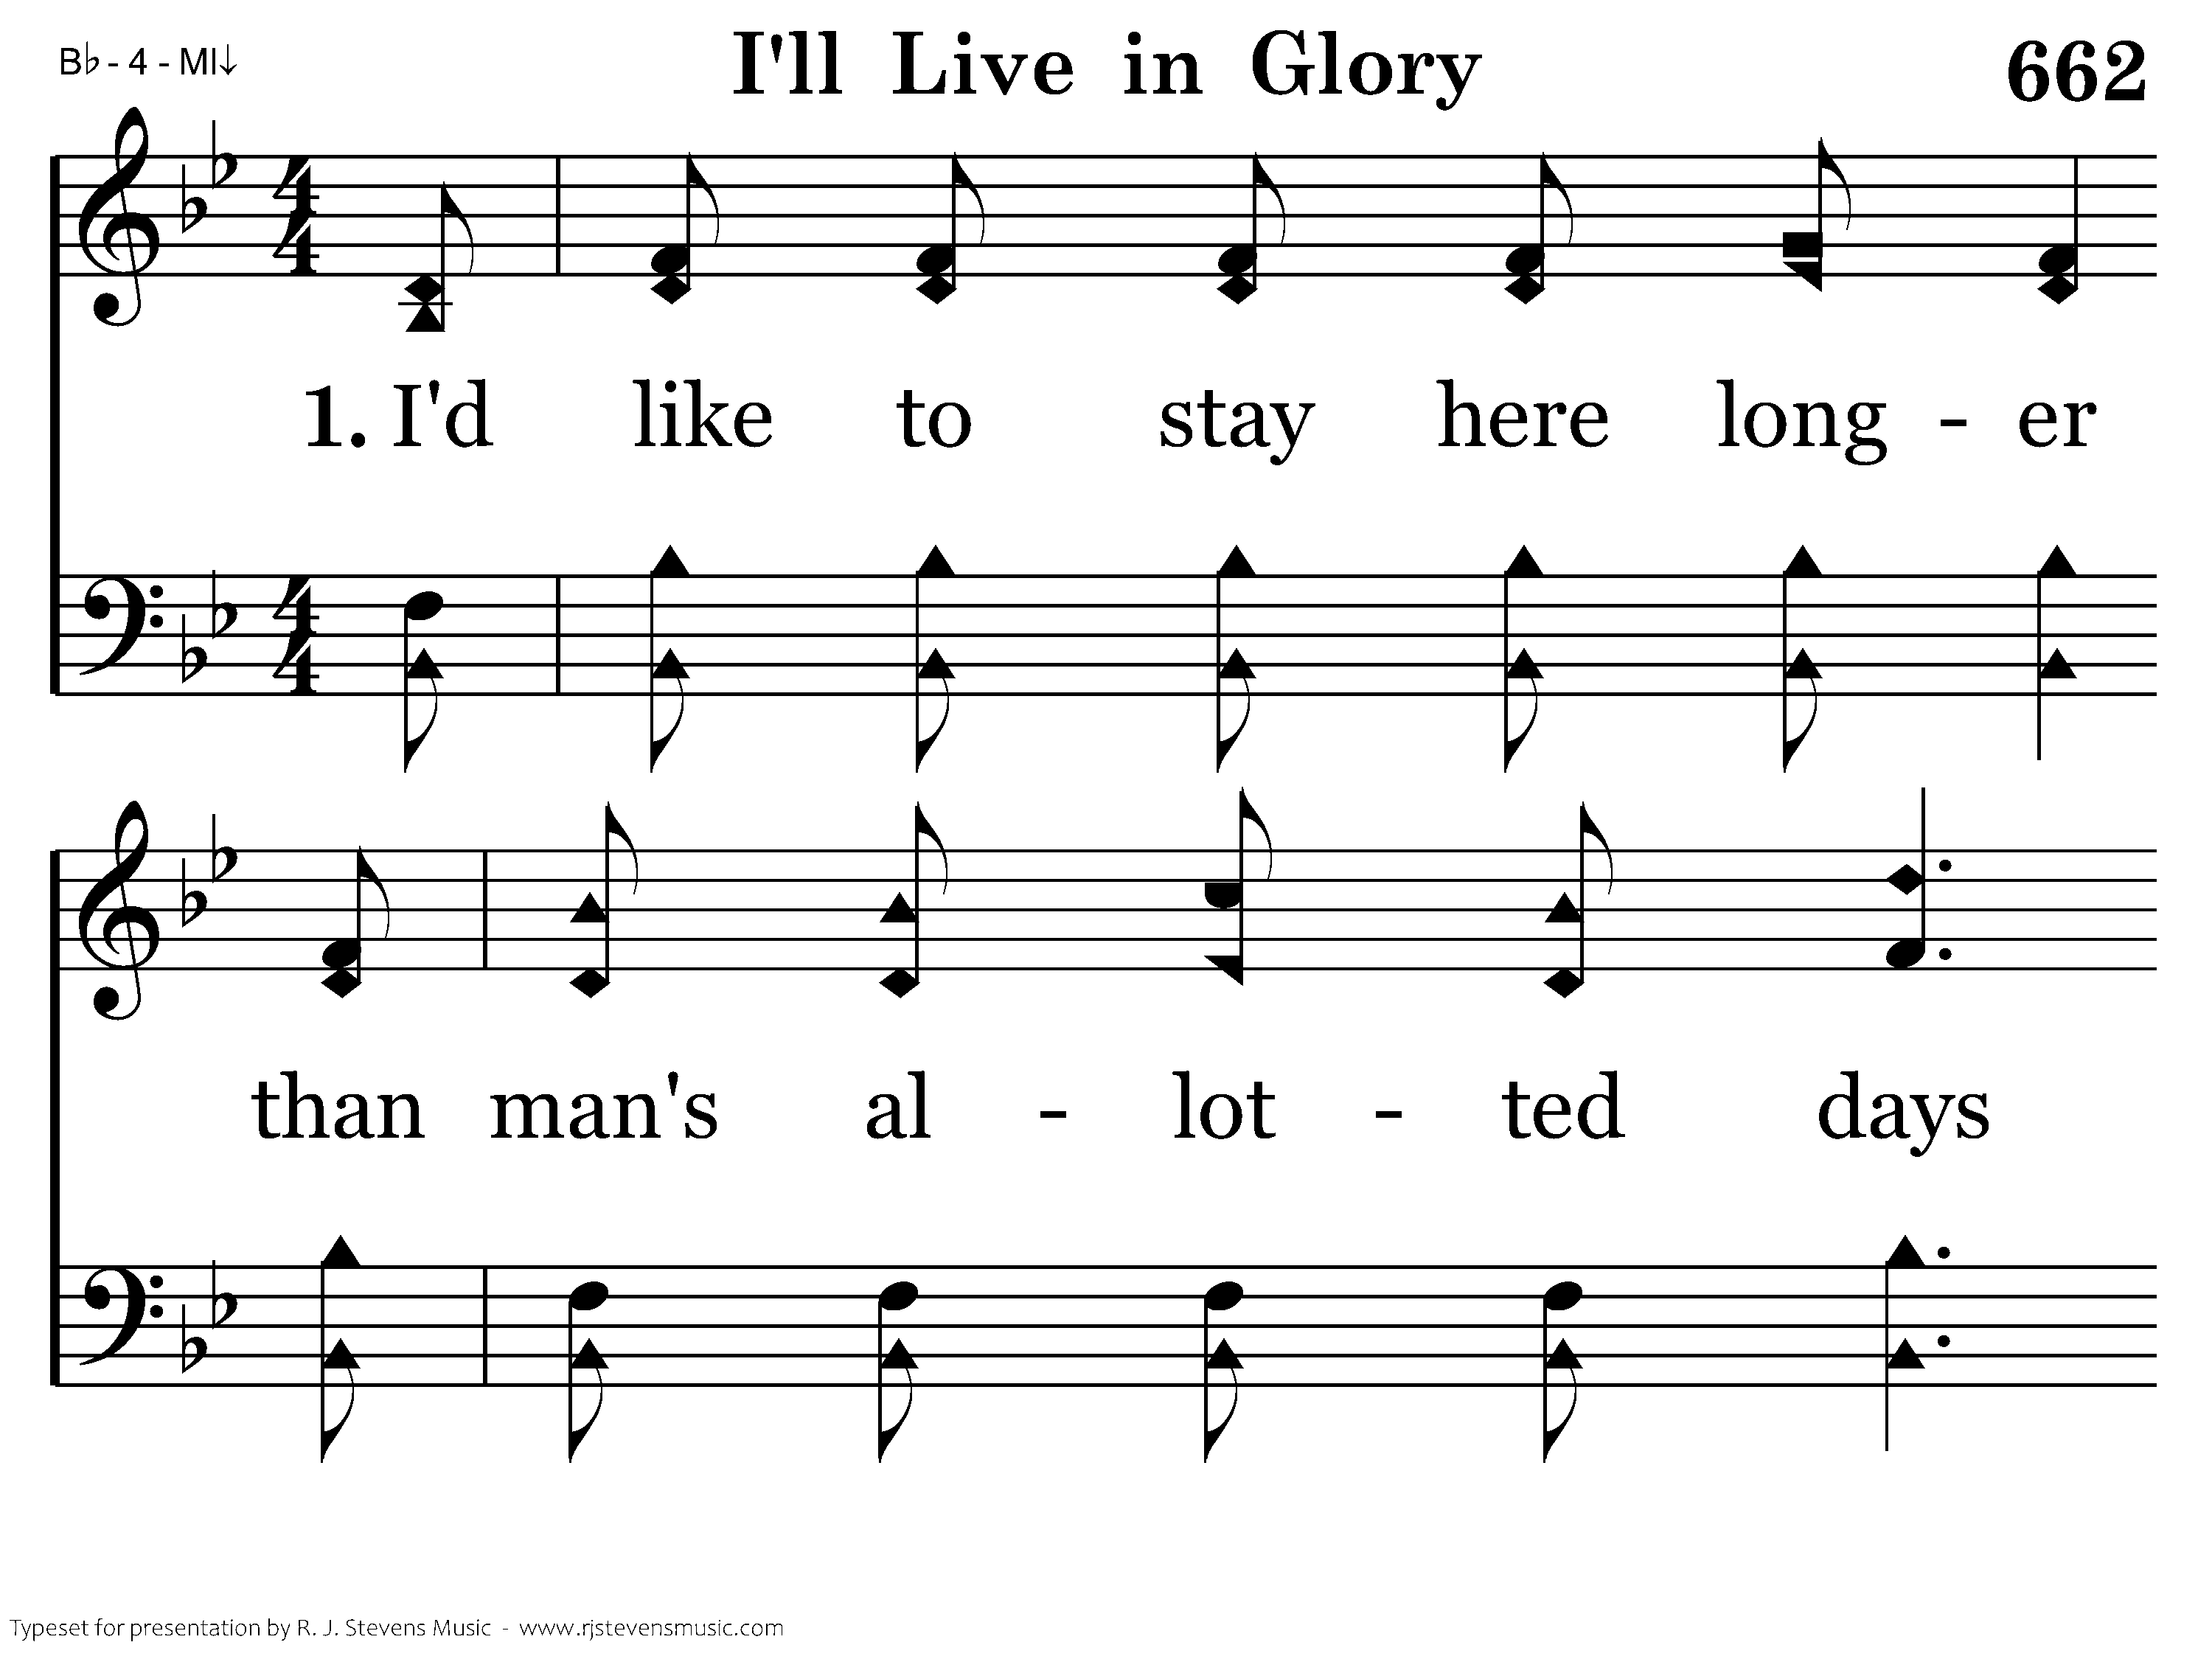 B♭ - 4 - MI↓
I'll Live in Glory
662
1. I'd like to stay here long - er
than man's al - lot - ted days
Typeset for presentation by R. J. Stevens Music - www.rjstevensmusic.com